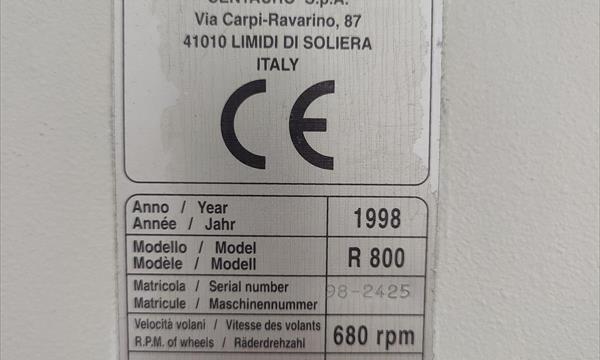 CENTAURO S.p.A.
Via Carpi-Ravarino, 87
41010 LIMIDI DI SOLIERA
ITALY
CE
Anno / Year
Année / Jahr
1998
Modello / Model
Modèle / Modell
R 800
Matricola / Serial number
Matricule / Maschinennummer
98-2425
Velocità volani / Vitesse des volants
R.P.M. of wheels / Räderdrehzahl
680 rpm